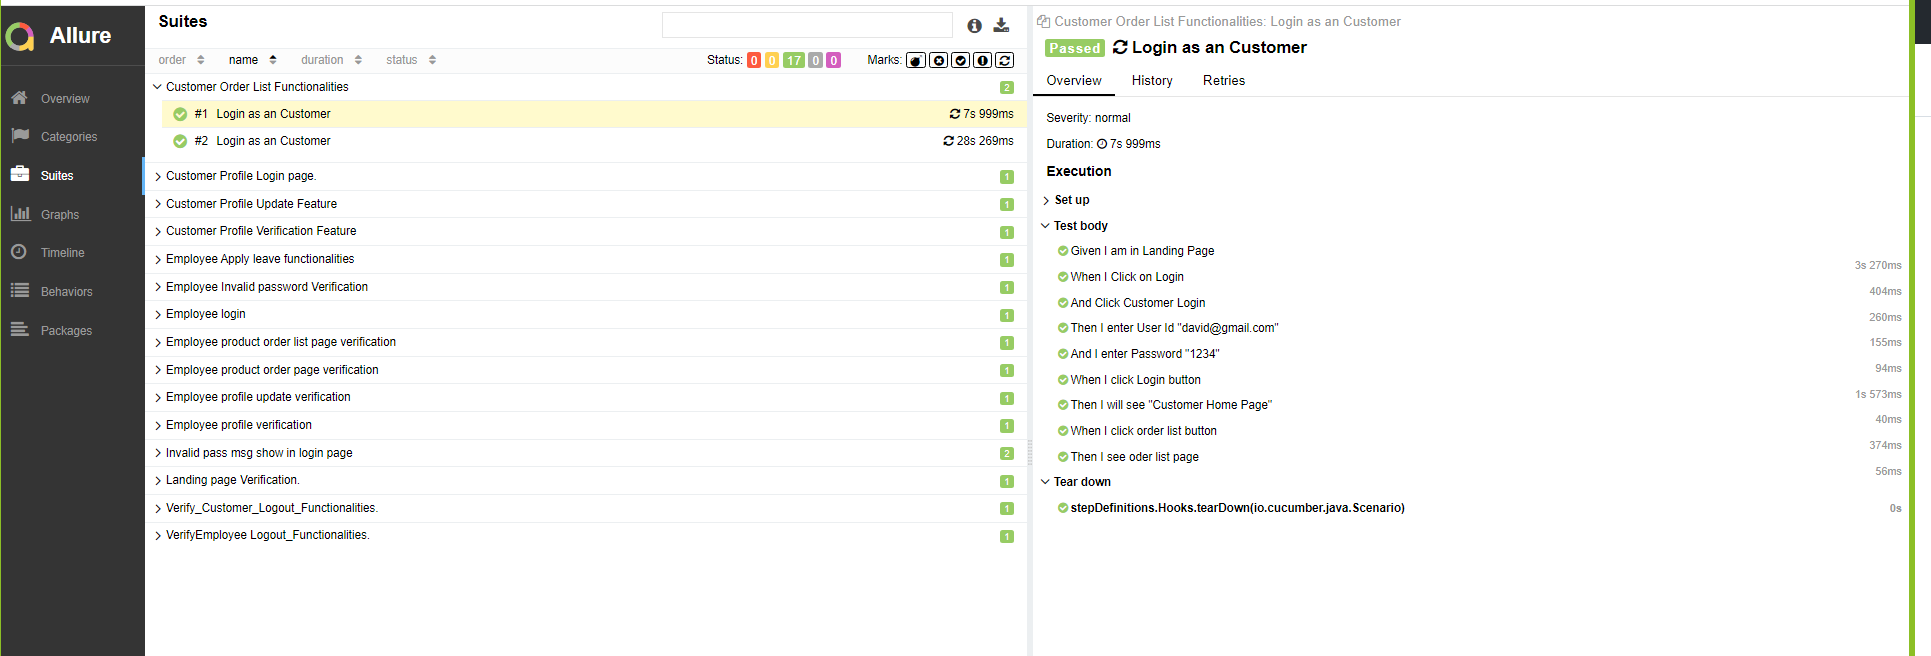 Allure
Overview
Categories
Suites
Graphs
Timeline
Behaviors
Packages
Suites
order name duration status Status: 0 0 17 0 0 Marks:
Customer Order List Functionalities 2
#1 Login as an Customer 7s 999ms
#2 Login as an Customer 28s 269ms
Customer Profile Login page. 1
Customer Profile Update Feature 1
Customer Profile Verification Feature 1
Employee Apply leave functionalities 1
Employee Invalid password Verification 1
Employee login 1
Employee product order list page verification 1
Employee product order page verification 1
Employee profile update verification 1
Employee profile verification 1
Invalid pass msg show in login page 2
Landing page Verification. 1
Verify_Customer_Logout_Functionalities. 1
VerifyEmployee Logout_Functionalities. 1
Customer Order List Functionalities: Login as an Customer
Passed Login as an Customer
Overview History Retries
Severity: normal
Duration: 7s 999ms
Execution
Set up
Test body
Given I am in Landing Page
3s 270ms
When I Click on Login
404ms
And Click Customer Login
260ms
Then I enter User Id "david@gmail.com"
155ms
And I enter Password "1234"
94ms
When I click Login button
1s 573ms
Then I will see "Customer Home Page"
40ms
When I click order list button
374ms
Then I see oder list page
56ms
Tear down
stepDefinitions.Hooks.tearDown(io.cucumber.java.Scenario) 0s